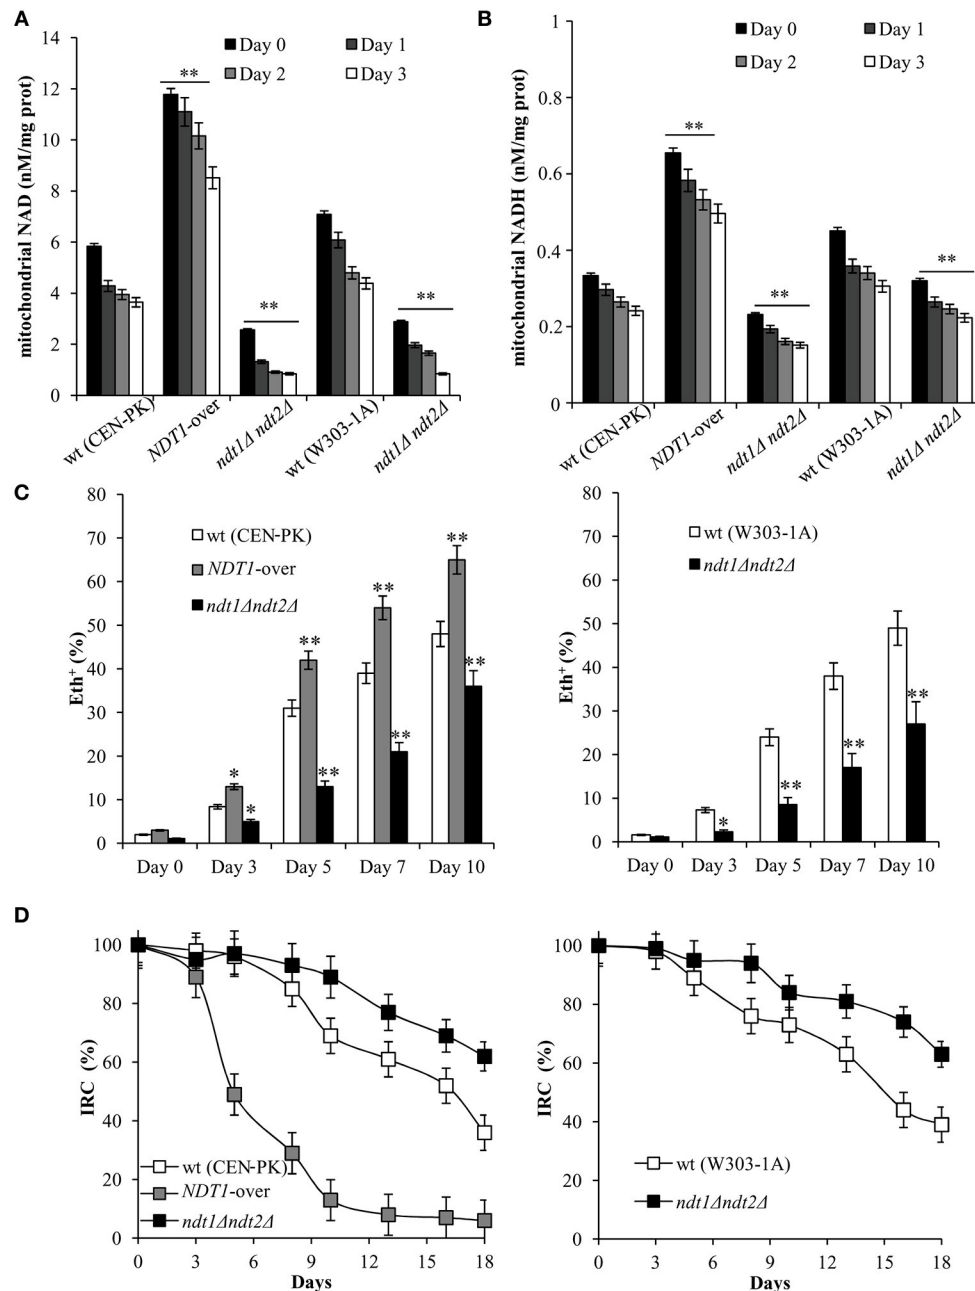 A
mitochondrial NAD (nM/mg prot)
14
12
10
8
6
4
2
0
Day 0
Day 1
Day 2
Day 3
**
**
**
wt (CEN-PK)
NDT1-over
ndt1Δ ndt2Δ
wt (W303-1A)
ndt1Δ ndt2Δ
B
mitochondrial NADH (nM/mg prot)
1
0.8
0.6
0.4
0.2
0
Day 0
Day 1
Day 2
Day 3
**
**
**
wt (CEN-PK)
NDT1-over
ndt1Δ ndt2Δ
wt (W303-1A)
ndt1Δ ndt2Δ
C
Eth+ (%)
80
70
60
50
40
30
20
10
0
wt (CEN-PK)
NDT1-over
ndt1Δndt2Δ
*
*
**
**
**
**
**
**
Day 0
Day 3
Day 5
Day 7
Day 10
Eth+ (%)
80
70
60
50
40
30
20
10
0
wt (W303-1A)
ndt1Δndt2Δ
*
**
**
**
Day 0
Day 3
Day 5
Day 7
Day 10
D
IRC (%)
100
80
60
40
20
0
wt (CEN-PK)
NDT1-over
ndt1Δndt2Δ
0
3
6
9
12
15
18
Days
IRC (%)
100
80
60
40
20
0
wt (W303-1A)
ndt1Δndt2Δ
0
3
6
9
12
15
18
Days